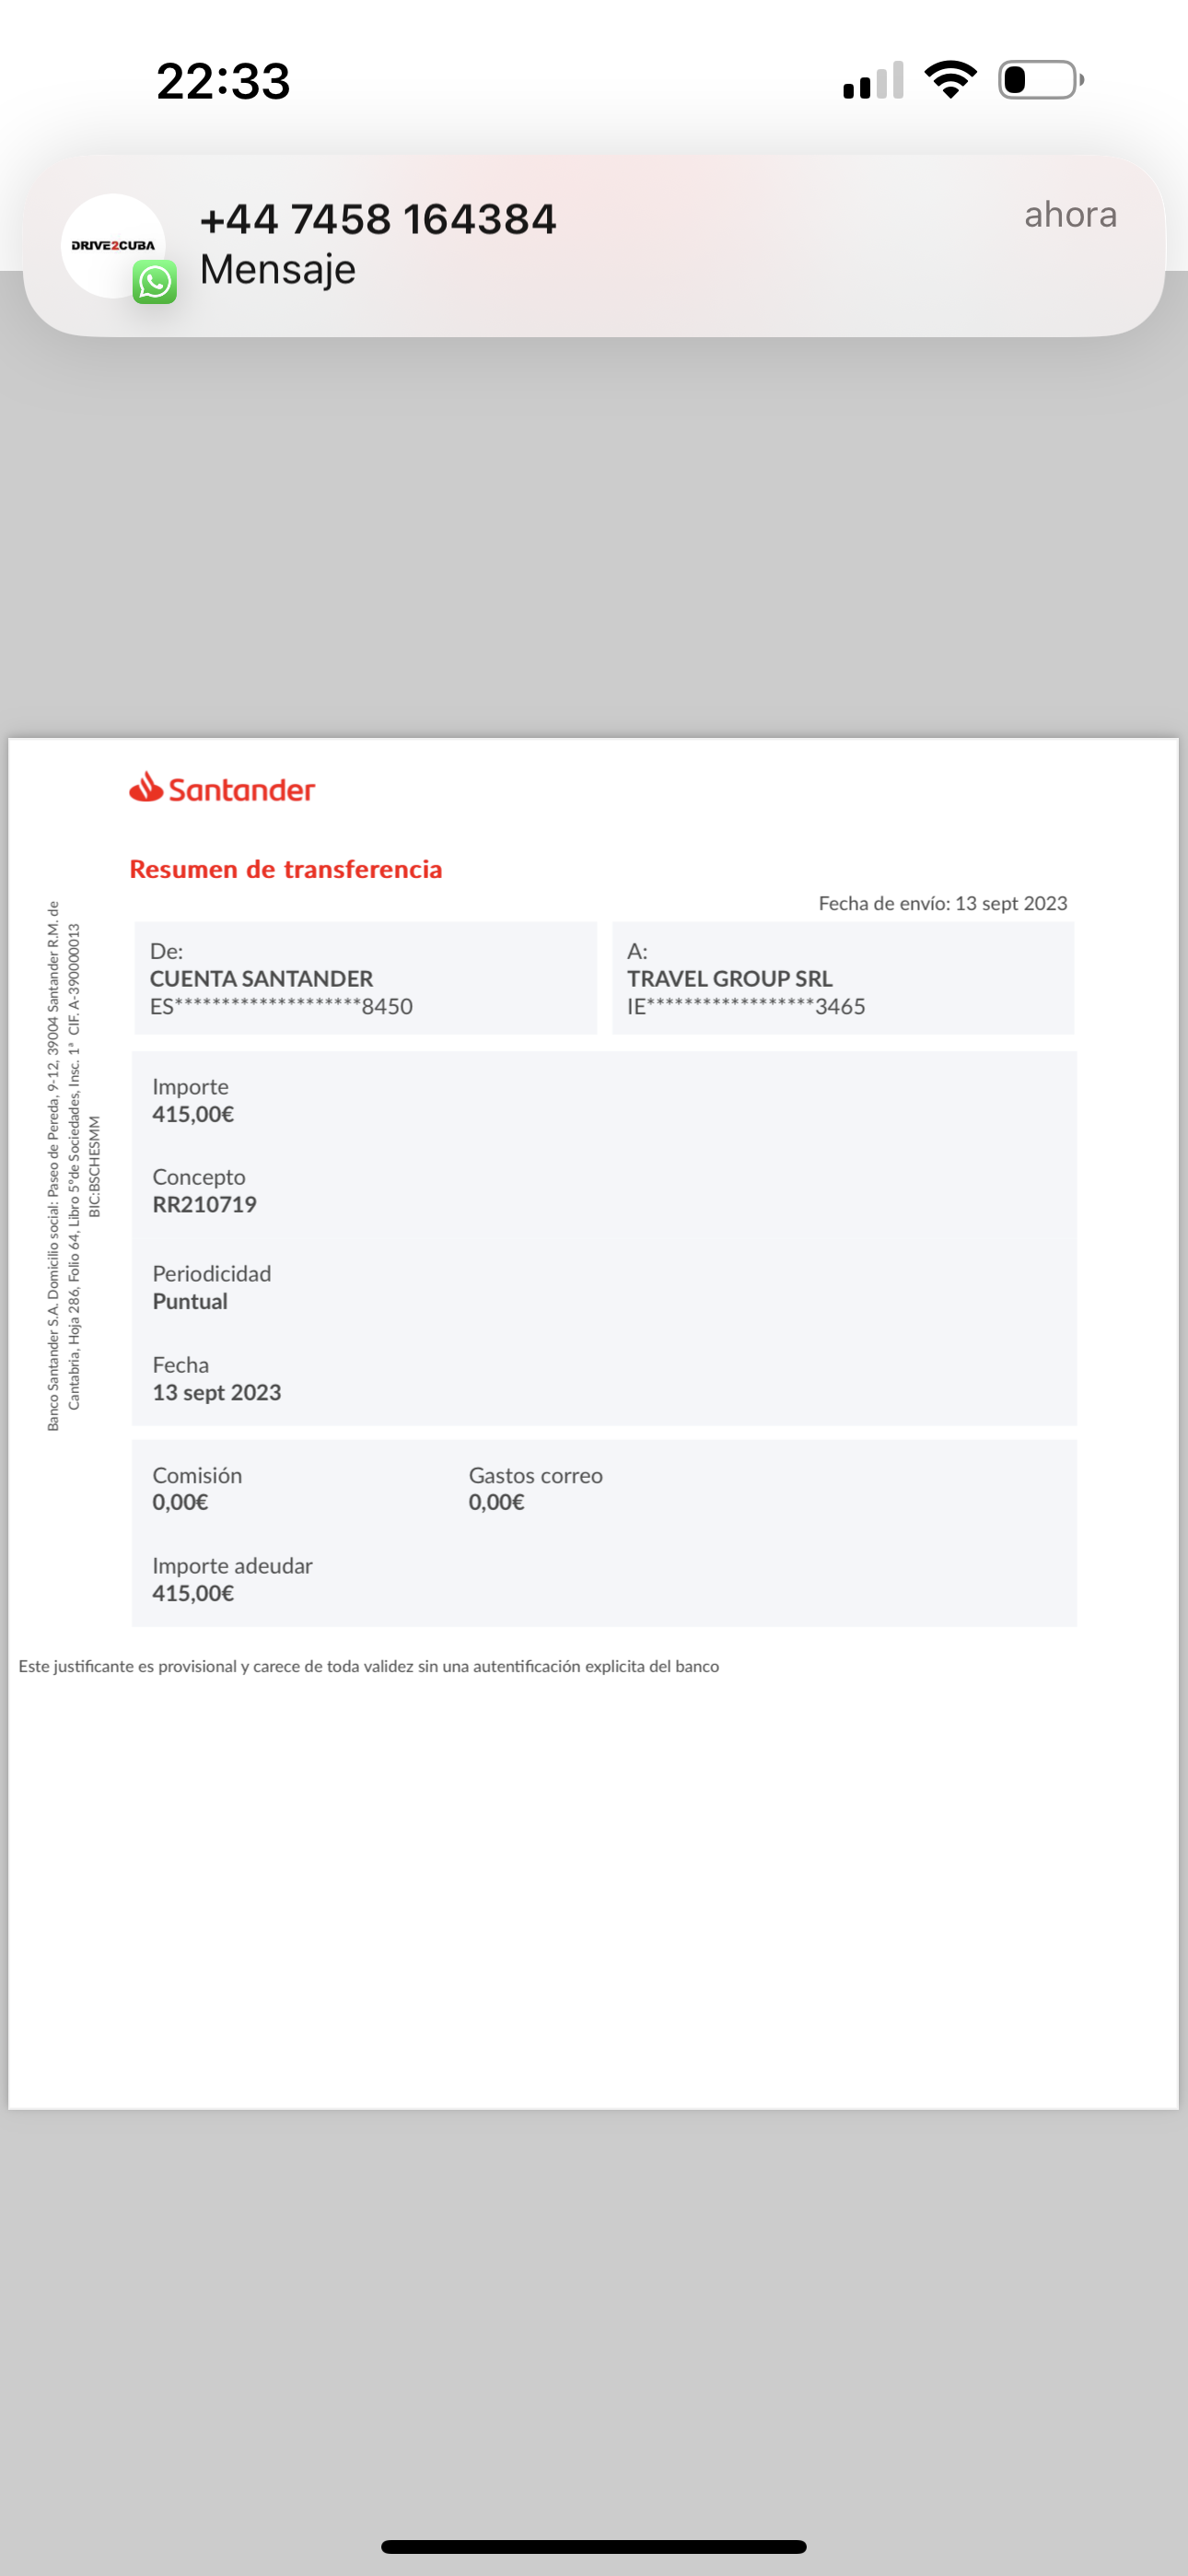 22:33
+44 7458 164384
ahora
Mensaje
DRIVE2CUBA
Santander
Resumen de transferencia
Fecha de envío: 13 sept 2023
De:
CUENTA SANTANDER
ES********************8450
A:
TRAVEL GROUP SRL
IE******************3465
Importe
415,00€
Concepto
RR210719
Periodicidad
Puntual
Fecha
13 sept 2023
Comisión
0,00€
Gastos correo
0,00€
Importe adeudar
415,00€
Banco Santander S.A. Domicilio social: Paseo de Pereda, 9-12, 39004 Santander R.M. de
Cantabria, Hoja 286, Folio 64, Libro 5ºde Sociedades, Insc. 1ª CIF. A-390000013
BIC:BSCHESMM
Este justificante es provisional y carece de toda validez sin una autentificación explicita del banco